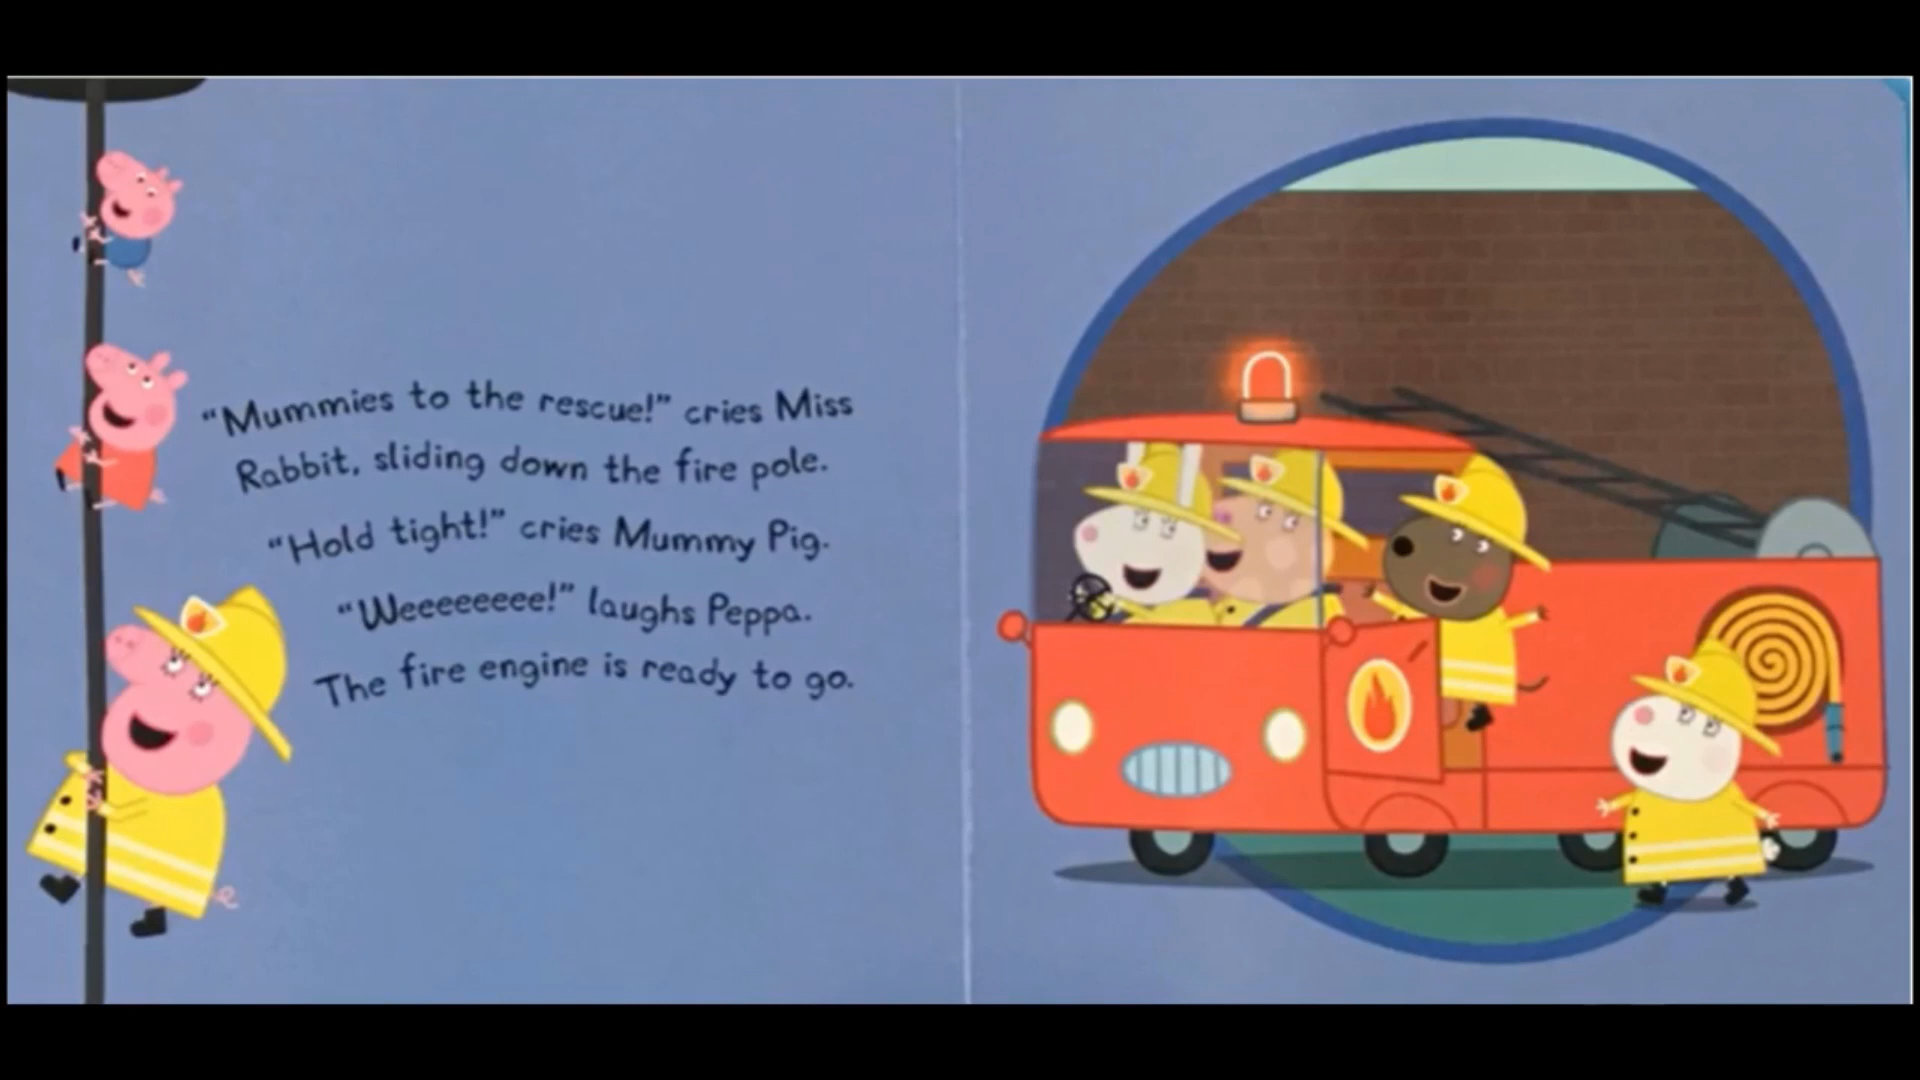 “Mummies to the rescue!” cries Miss
Rabbit, sliding down the fire pole.
“Hold tight!” cries Mummy Pig.
“Weeeeeeee!” laughs Peppa.
The fire engine is ready to go.